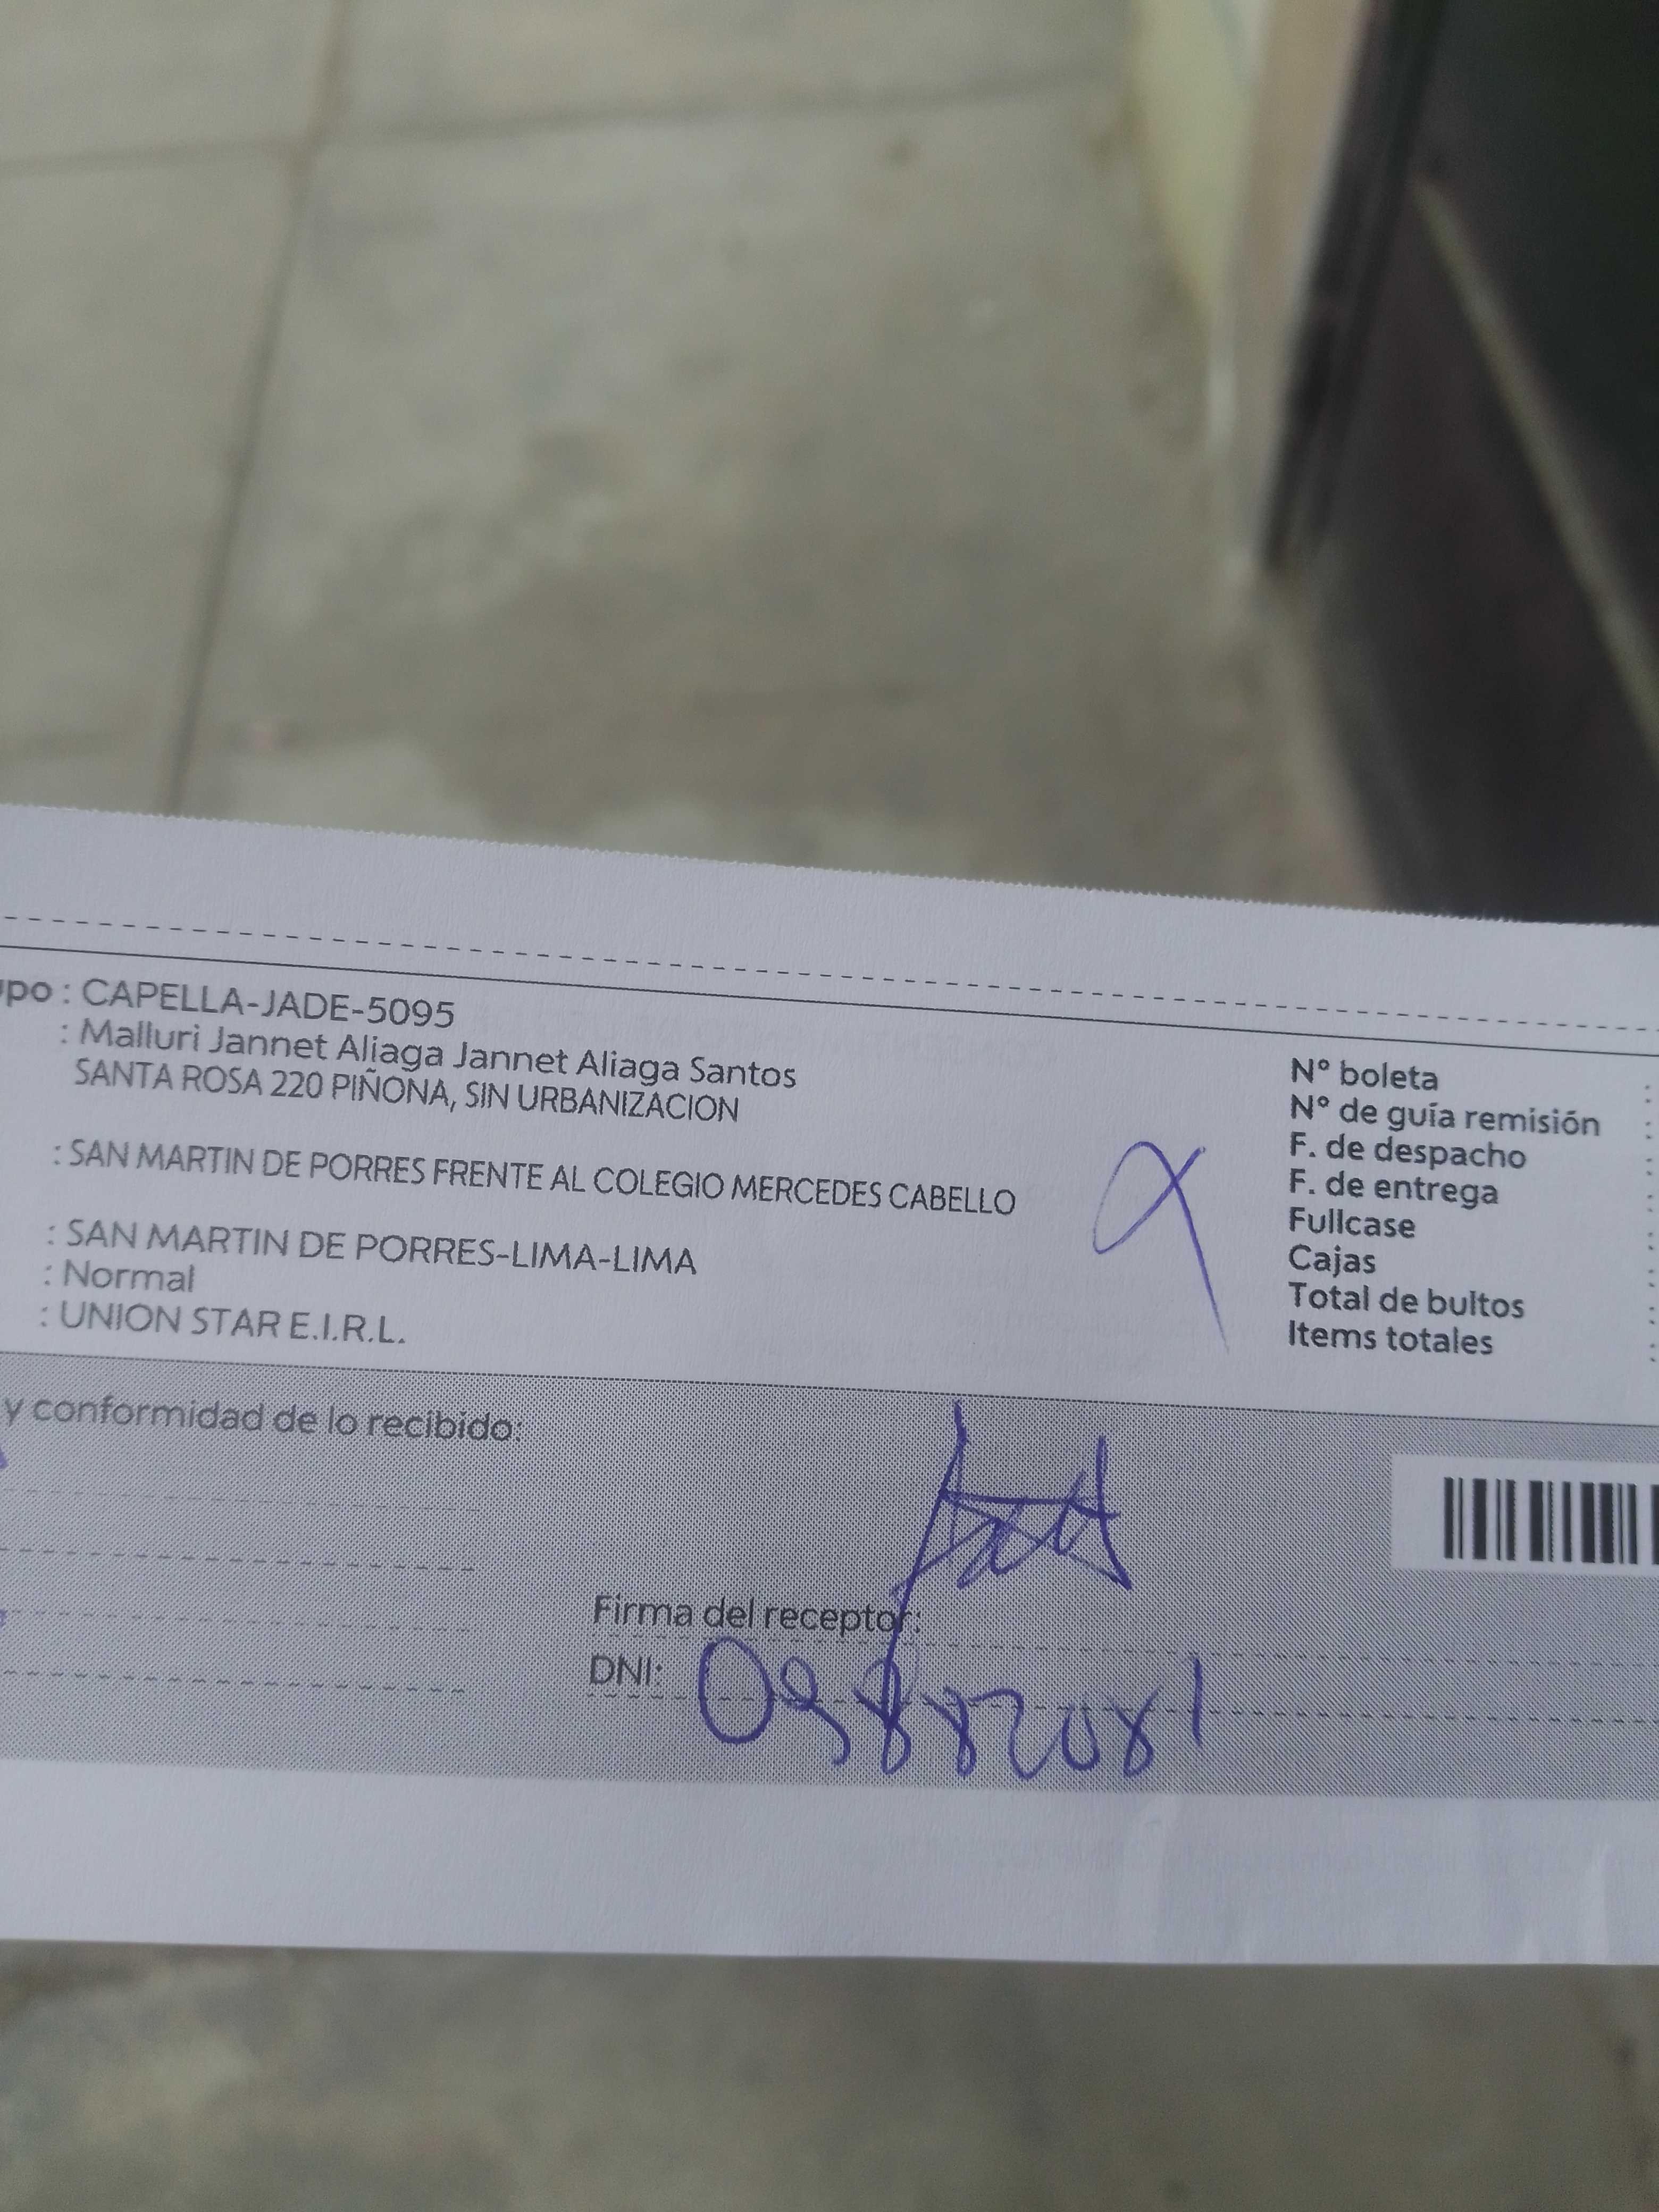 upo : CAPELLA-JADE-5095
: Malluri Jannet Aliaga Jannet Aliaga Santos
SANTA ROSA 220 PIÑONA, SIN URBANIZACION
: SAN MARTIN DE PORRES FRENTE AL COLEGIO MERCEDES CABELLO
: SAN MARTIN DE PORRES-LIMA-LIMA
: Normal
: UNION STAR E.I.R.L.
N° boleta :
N° de guía remisión :
F. de despacho :
F. de entrega :
Fullcase :
Cajas :
Total de bultos :
Items totales :
y conformidad de lo recibido:
Firma del receptor:
DNI: 09882081